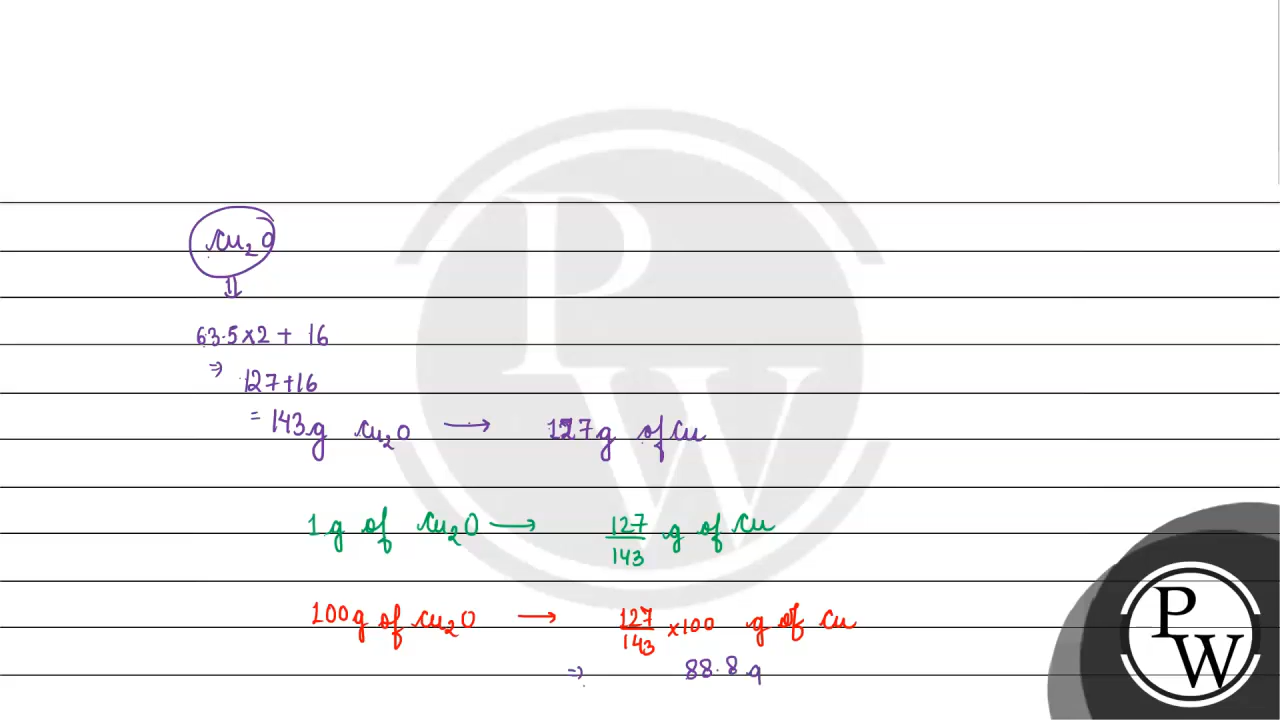 Cu₂O
⇓
63.5×2 + 16
⇒ 127+16
= 143g Cu₂O ⟶ 127g of Cu
1g of Cu₂O ⟶ 127/143 g of Cu
100g of Cu₂O ⟶ 127/143 ×100 g of Cu
⇒ 88.8 g
P
W
P
W